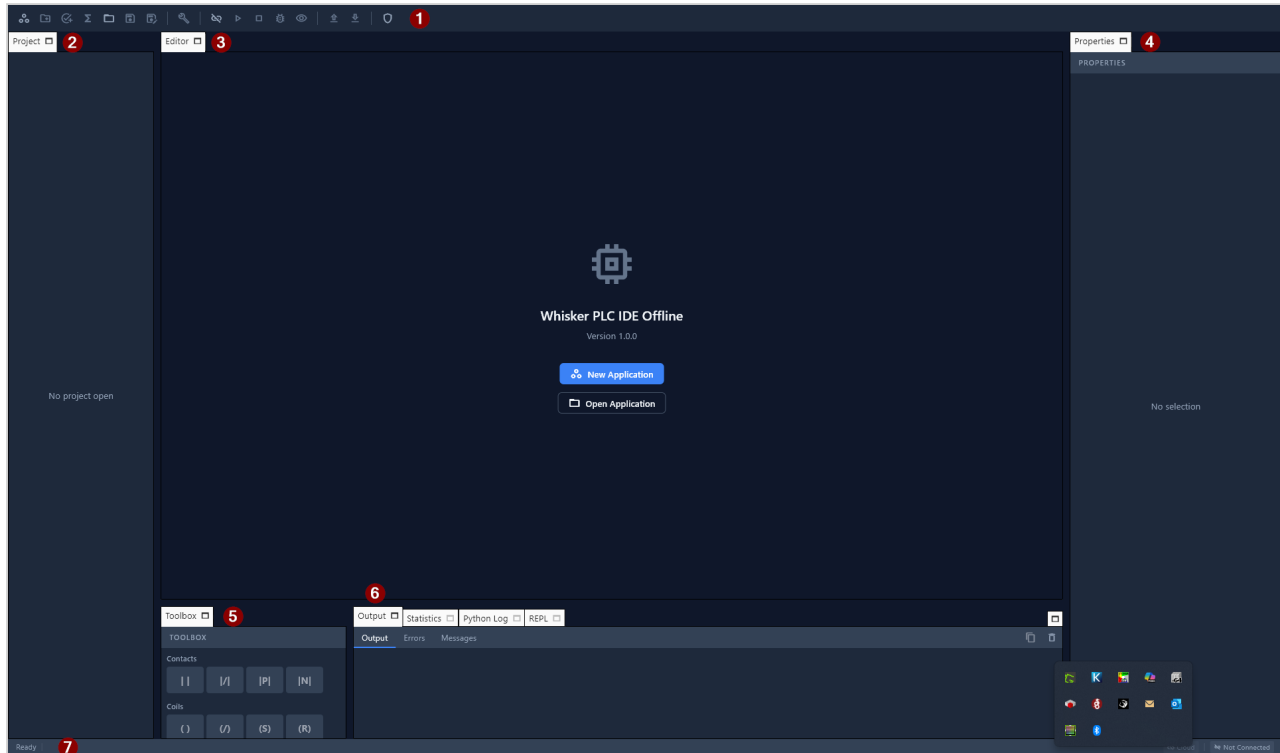 1
Project 2
Editor 3
Properties 4
PROPERTIES
Whisker PLC IDE Offline
Version 1.0.0
New Application
Open Application
No project open
No selection
6
Toolbox 5
Output Statistics Python Log REPL
TOOLBOX
Output Errors Messages
Contacts
| | |/| |P| |N|
Coils
( ) (/) (S) (R)
Ready 7
Not Connected